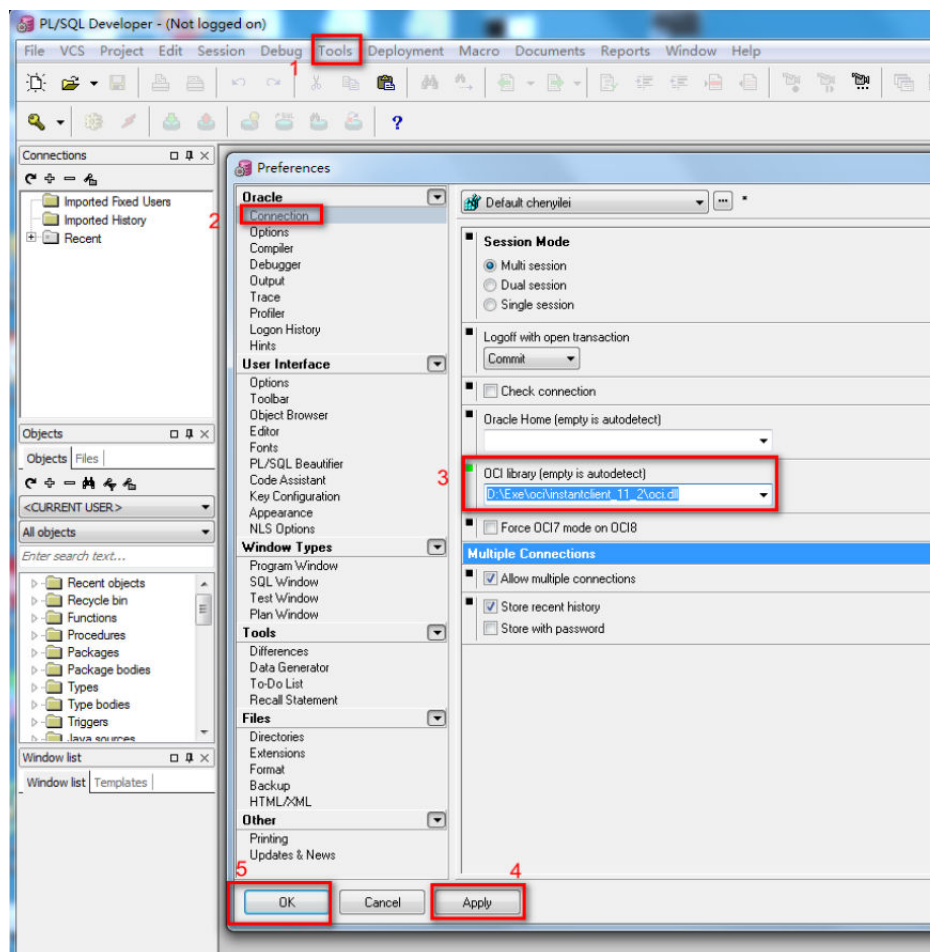 PL/SQL Developer - (Not logged on)
File VCS Project Edit Session Debug Tools Deployment Macro Documents Reports Window Help
1
?
Connections
Imported Fixed Users
Imported History
Recent
2
Objects
Objects Files
<CURRENT USER>
All objects
Enter search text...
Recent objects
Recycle bin
Functions
Procedures
Packages
Package bodies
Types
Type bodies
Triggers
Java sources
Window list
Window list Templates
Preferences
Oracle
Connection
Options
Compiler
Debugger
Output
Trace
Profiler
Logon History
Hints
User Interface
Options
Toolbar
Object Browser
Editor
Fonts
PL/SQL Beautifier
Code Assistant
Key Configuration
Appearance
NLS Options
Window Types
Program Window
SQL Window
Test Window
Plan Window
Tools
Differences
Data Generator
To-Do List
Recall Statement
Files
Directories
Extensions
Format
Backup
HTML/XML
Other
Printing
Updates & News
Default chenyilei
Session Mode
Multi session
Dual session
Single session
Logoff with open transaction
Commit
Check connection
Oracle Home (empty is autodetect)
3
OCI library (empty is autodetect)
D:\Exe\oci\instantclient_11_2\oci.dll
Force OCI7 mode on OCI8
Multiple Connections
Allow multiple connections
Store recent history
Store with password
5
4
OK Cancel Apply